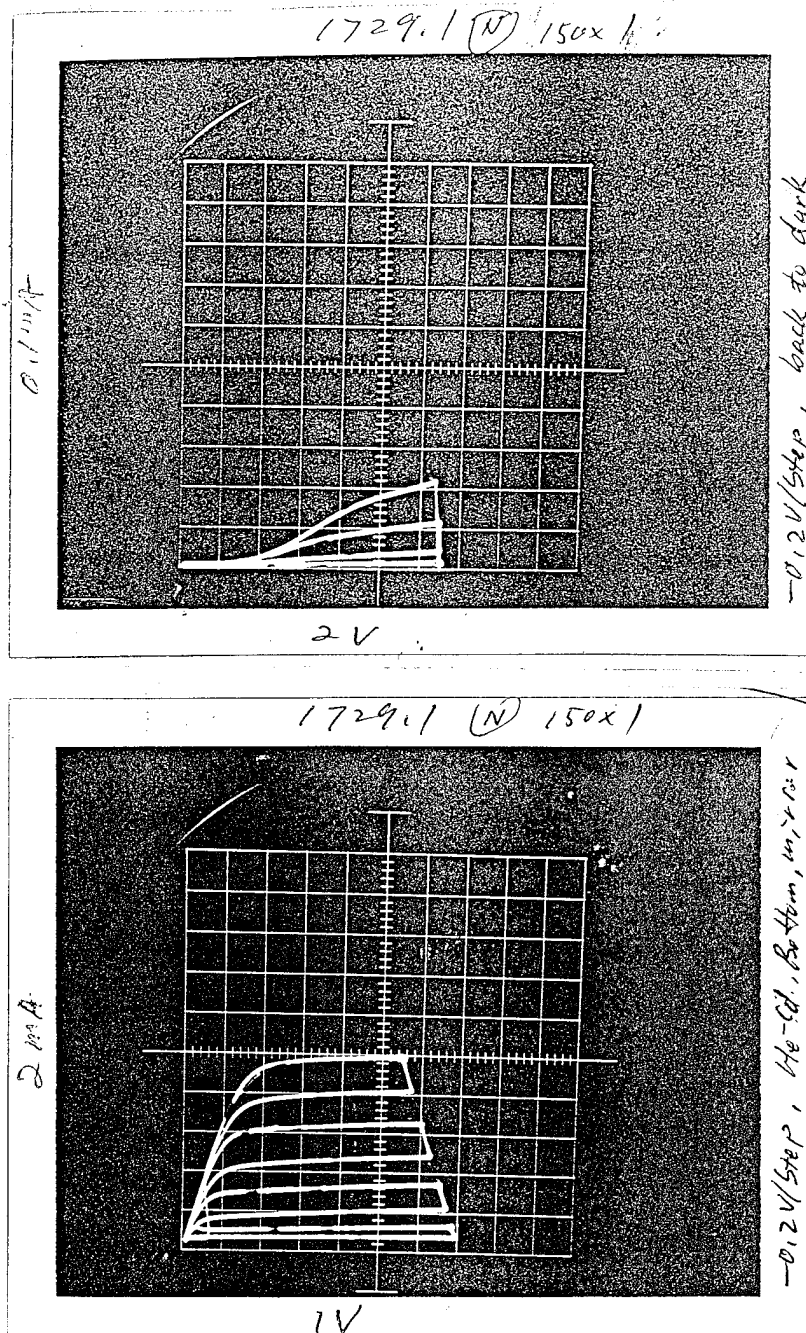 1729.1 (N) 150x1
0.1mA
-0.2V/step, back to dark
2V
1729.1 (N) 150x1
2mA
-0.2V/step, He-Cd, Bottom, mirror
1V